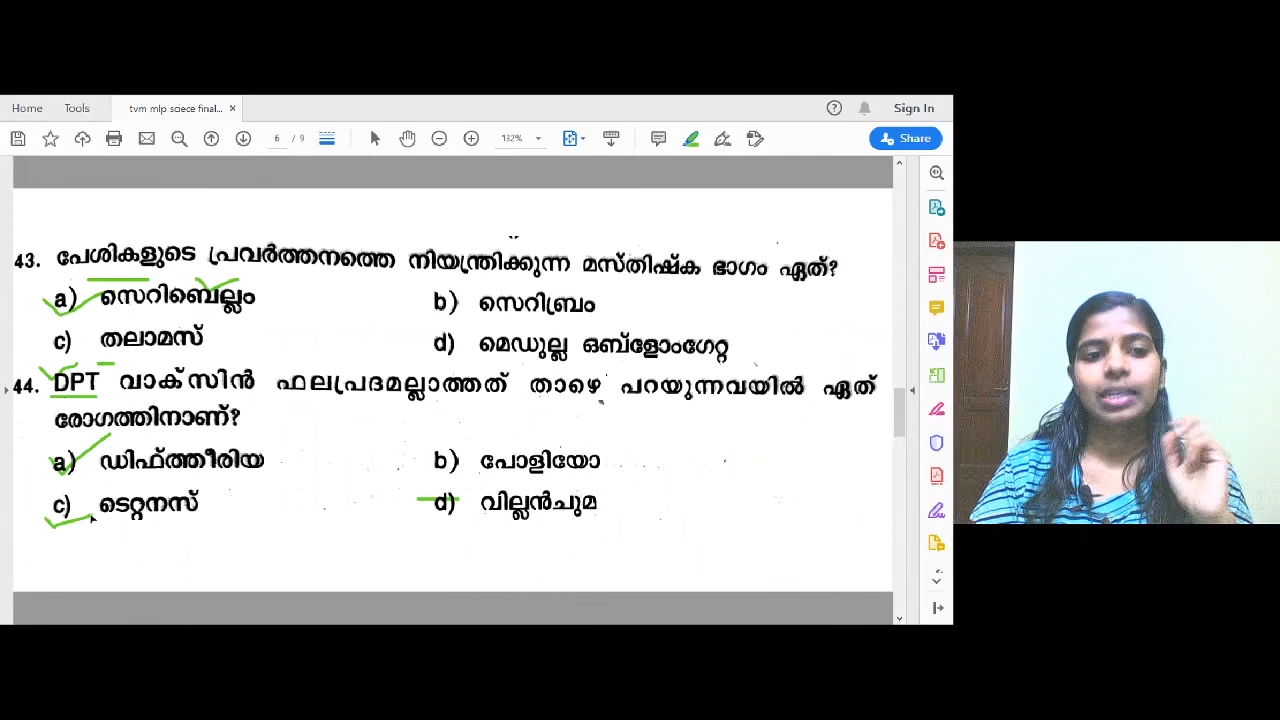 Home Tools tvm mlp sciece final... × Sign In
6 / 9 132% Share
43. പേശികളുടെ പ്രവർത്തനത്തെ നിയന്ത്രിക്കുന്ന മസ്തിഷ്ക ഭാഗം ഏത്?
a) സെറിബെല്ലം b) സെറിബ്രം
c) തലാമസ് d) മെഡുല്ല ഒബ്ളോംഗേറ്റ
44. DPT വാക്സിൻ ഫലപ്രദമല്ലാത്തത് താഴെ പറയുന്നവയിൽ ഏത്
രോഗത്തിനാണ്?
a) ഡിഫ്ത്തീരിയ b) പോളിയോ
c) ടെറ്റനസ് d) വില്ലൻചുമ